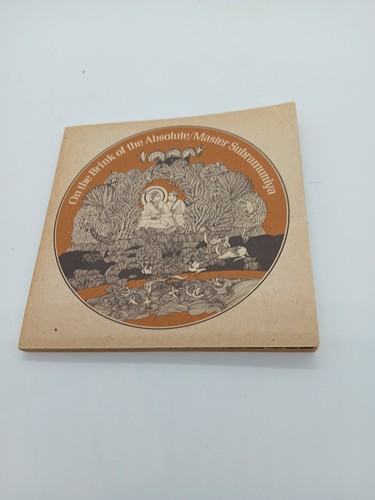 On the Brink of the Absolute/Master Subramuniya